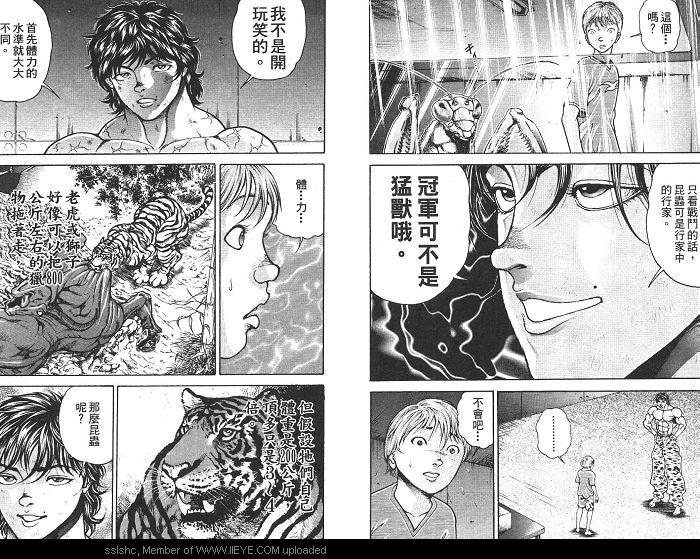 這個⋯
嗎？
只看戰鬥的話，
昆蟲可是行家中
的行家。
冠軍可不是
猛獸哦。
不會吧⋯
我不是開
玩笑的。
首先體力的
水準就大大
不同。
體⋯力⋯
老虎或獅子
好像可以把800
公斤左右的獵
物拖著走
但假設牠們自己
體重是200公斤，
頂多只是3、4
倍。
那麼昆蟲
呢？
sslshc, Member of WWW.IIEYE.COM uploaded